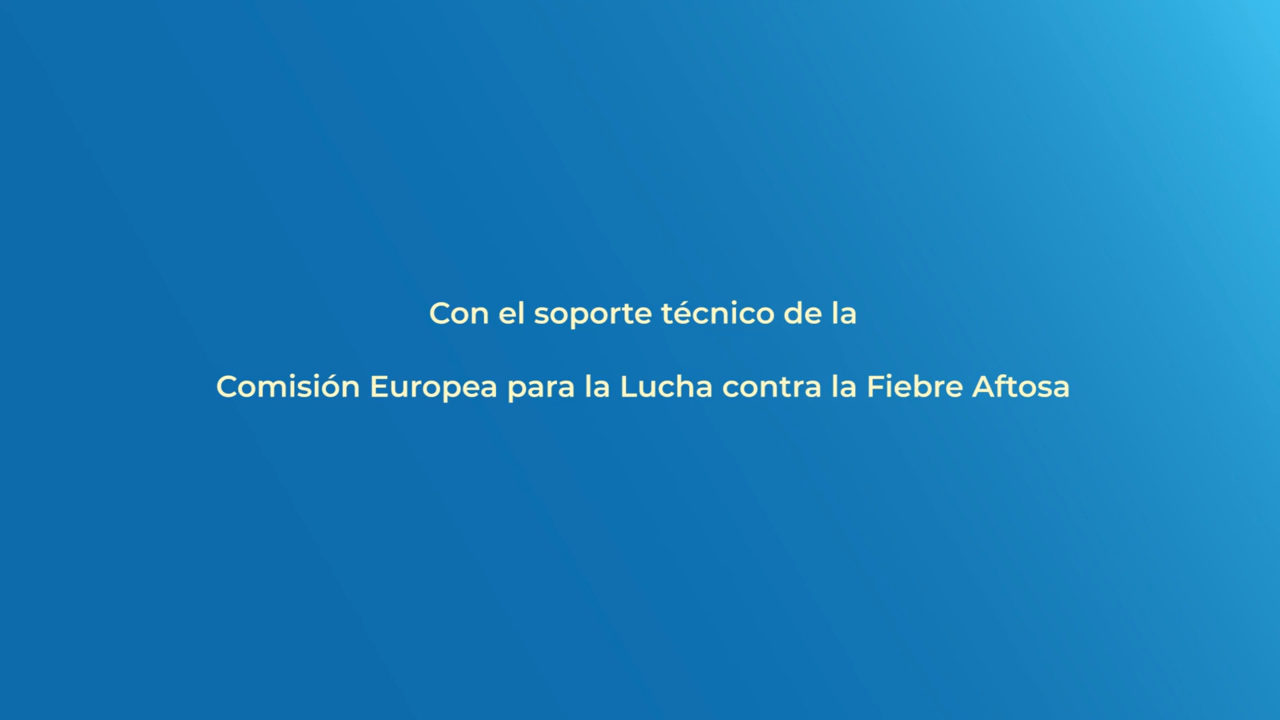 Con el soporte técnico de la
Comisión Europea para la Lucha contra la Fiebre Aftosa